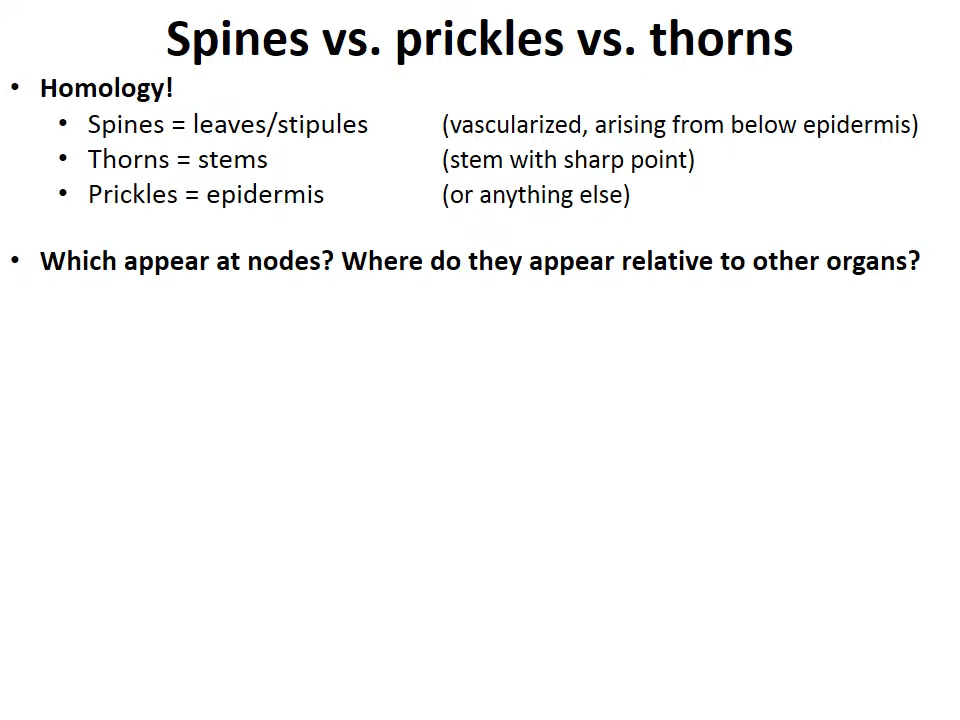 Spines vs. prickles vs. thorns
• Homology!
• Spines = leaves/stipules (vascularized, arising from below epidermis)
• Thorns = stems (stem with sharp point)
• Prickles = epidermis (or anything else)
• Which appear at nodes? Where do they appear relative to other organs?